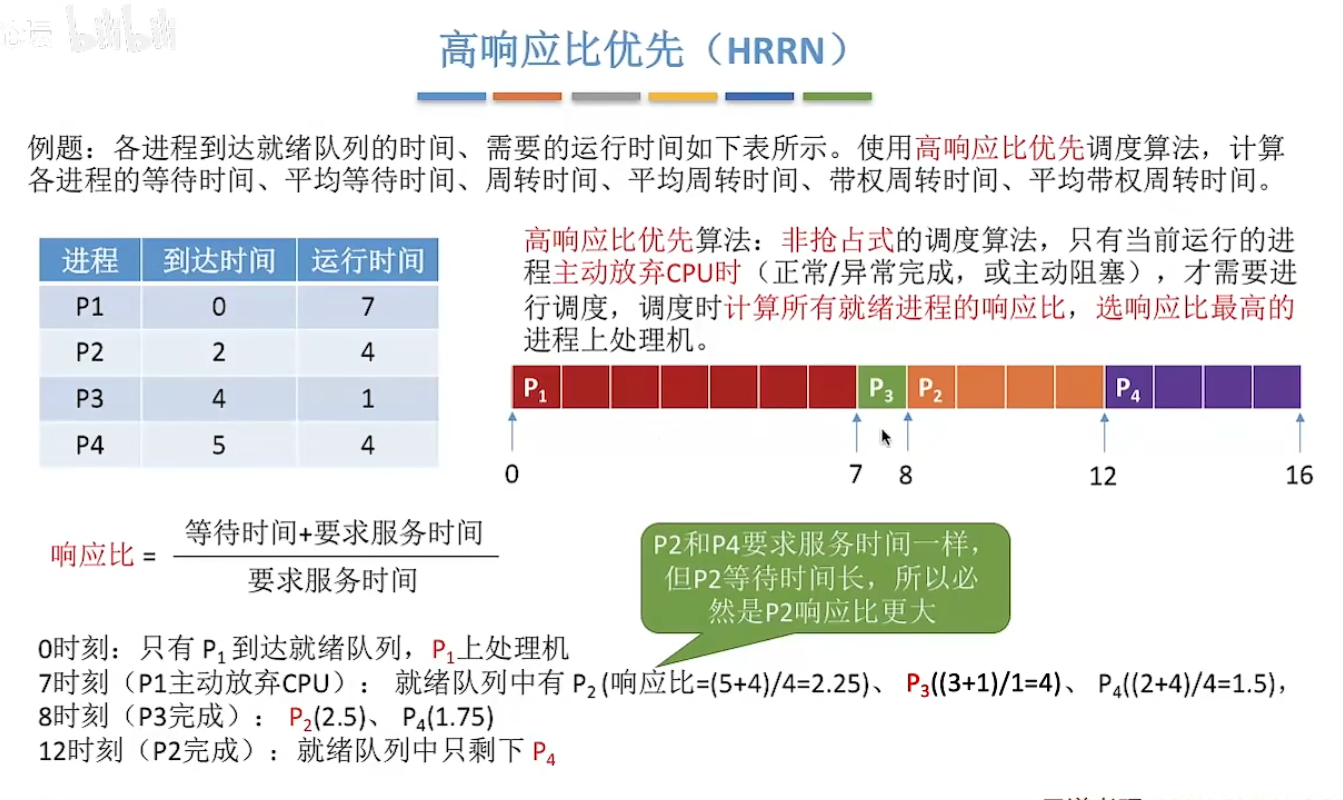 论坛 bilibili
高响应比优先（HRRN）
例题：各进程到达就绪队列的时间、需要的运行时间如下表所示。使用高响应比优先调度算法，计算
各进程的等待时间、平均等待时间、周转时间、平均周转时间、带权周转时间、平均带权周转时间。
进程 到达时间 运行时间
P1 0 7
P2 2 4
P3 4 1
P4 5 4
高响应比优先算法：非抢占式的调度算法，只有当前运行的进
程主动放弃CPU时（正常/异常完成，或主动阻塞），才需要进
行调度，调度时计算所有就绪进程的响应比，选响应比最高的
进程上处理机。
P₁ P₃ P₂ P₄
0 7 8 12 16
响应比 =
等待时间+要求服务时间
要求服务时间
P2和P4要求服务时间一样，
但P2等待时间长，所以必
然是P2响应比更大
0时刻：只有 P₁ 到达就绪队列，P₁上处理机
7时刻（P1主动放弃CPU）： 就绪队列中有 P₂ (响应比=(5+4)/4=2.25)、 P₃((3+1)/1=4)、 P₄((2+4)/4=1.5)，
8时刻（P3完成）： P₂(2.5)、 P₄(1.75)
12时刻（P2完成）：就绪队列中只剩下 P₄